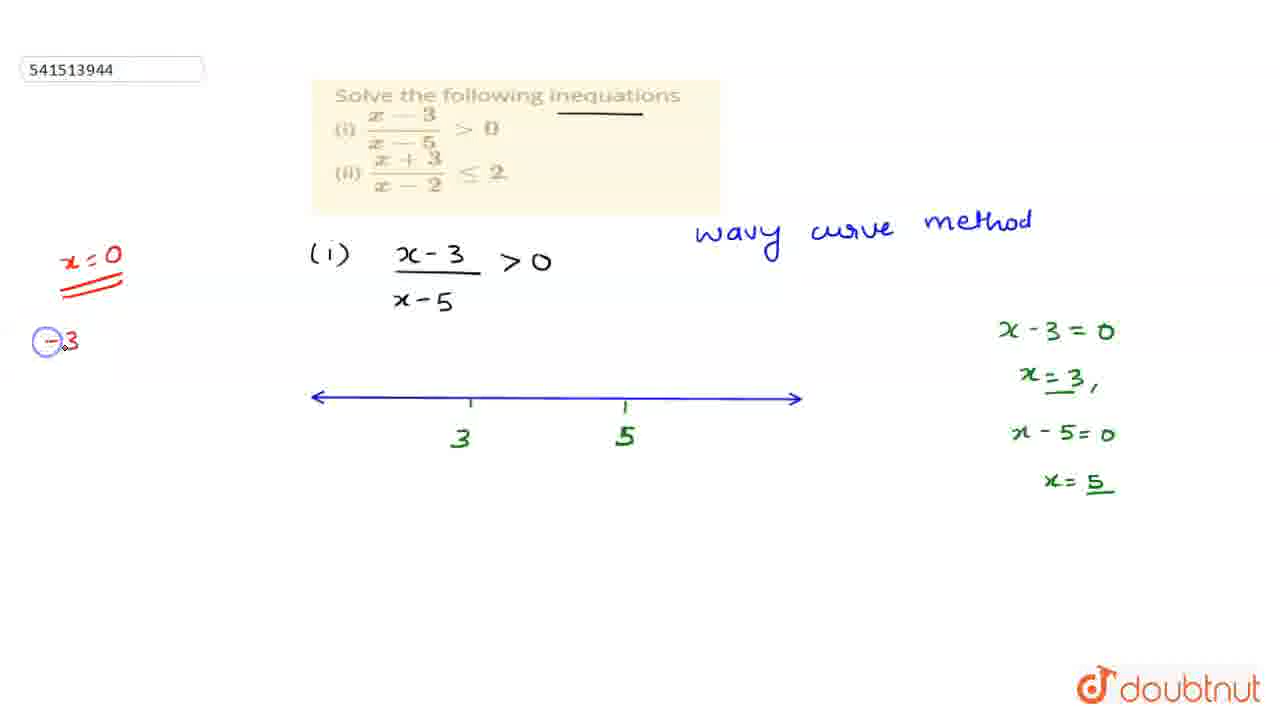 541513944
Solve the following inequations
(i) x − 3 / x − 5 > 0
(ii) x + 3 / x − 2 ≤ 2
wavy curve method
x = 0
(i) x - 3 / x - 5 > 0
-3
x - 3 = 0
x = 3,
x - 5 = 0
x = 5
3 5
doubtnut